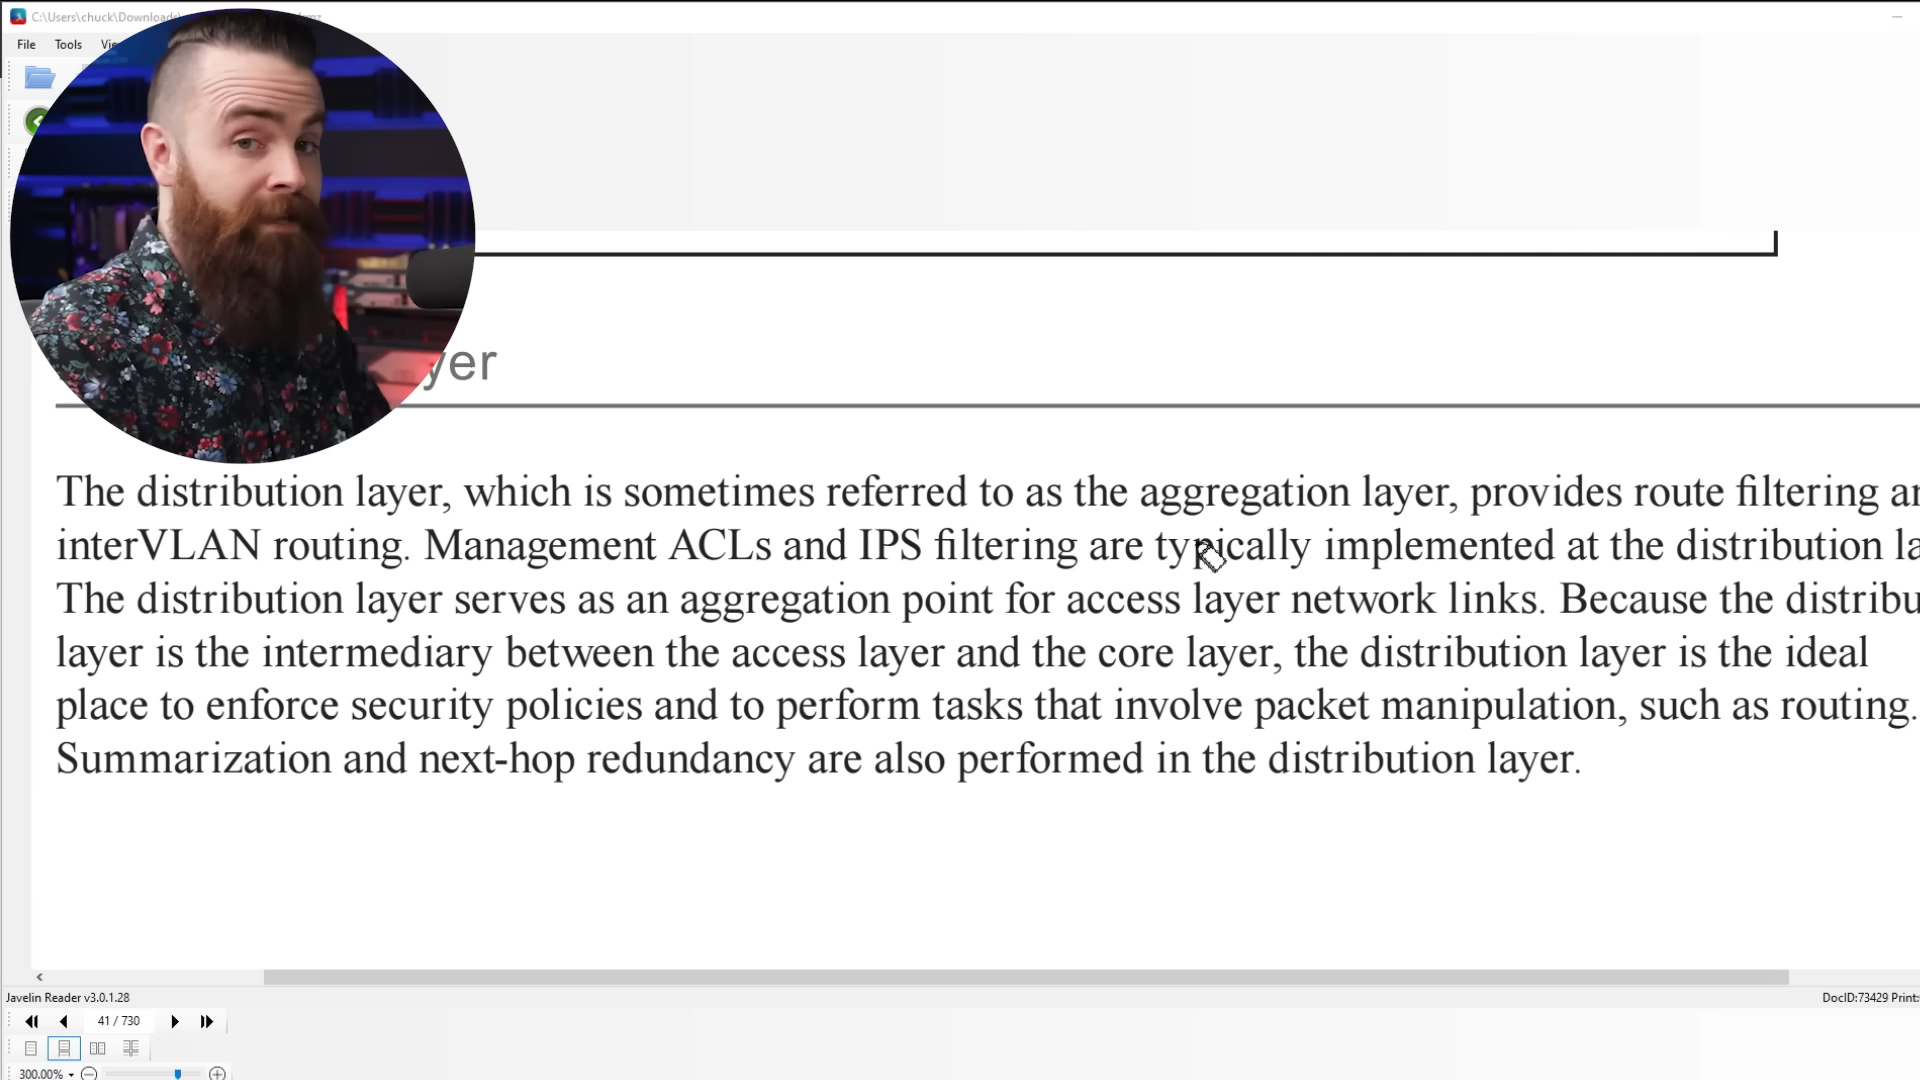 C:\Users\chuck\Downloads
File Tools
yer
The distribution layer, which is sometimes referred to as the aggregation layer, provides route filtering
interVLAN routing. Management ACLs and IPS filtering are typically implemented at the distribution
The distribution layer serves as an aggregation point for access layer network links. Because the
layer is the intermediary between the access layer and the core layer, the distribution layer is the ideal
place to enforce security policies and to perform tasks that involve packet manipulation, such as routing.
Summarization and next-hop redundancy are also performed in the distribution layer.
Javelin Reader v3.0.1.28
DocID:73429 Print:
41 / 730
300.00%